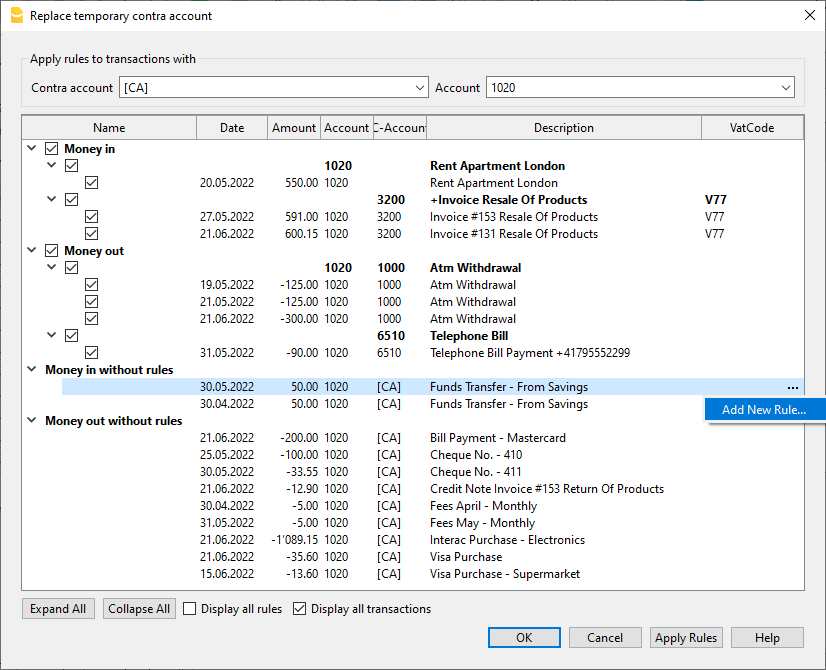 Replace temporary contra account
Apply rules to transactions with
Contra account [CA] Account 1020
Name Date Amount Account C-Account Description VatCode
Money in
1020 Rent Apartment London
20.05.2022 550.00 1020 Rent Apartment London
3200 +Invoice Resale Of Products V77
27.05.2022 591.00 1020 3200 Invoice #153 Resale Of Products V77
21.06.2022 600.15 1020 3200 Invoice #131 Resale Of Products V77
Money out
1020 1000 Atm Withdrawal
19.05.2022 -125.00 1020 1000 Atm Withdrawal
21.05.2022 -125.00 1020 1000 Atm Withdrawal
21.06.2022 -300.00 1020 1000 Atm Withdrawal
6510 Telephone Bill
31.05.2022 -90.00 1020 6510 Telephone Bill Payment +41795552299
Money in without rules
30.05.2022 50.00 1020 [CA] Funds Transfer - From Savings ...
30.04.2022 50.00 1020 [CA] Funds Transfer - From Savings
Add New Rule...
Money out without rules
21.06.2022 -200.00 1020 [CA] Bill Payment - Mastercard
25.05.2022 -100.00 1020 [CA] Cheque No. - 410
30.05.2022 -33.55 1020 [CA] Cheque No. - 411
21.06.2022 -12.90 1020 [CA] Credit Note Invoice #153 Return Of Products
30.04.2022 -5.00 1020 [CA] Fees April - Monthly
31.05.2022 -5.00 1020 [CA] Fees May - Monthly
21.06.2022 -1'089.15 1020 [CA] Interac Purchase - Electronics
21.06.2022 -35.60 1020 [CA] Visa Purchase
15.06.2022 -13.60 1020 [CA] Visa Purchase - Supermarket
Expand All Collapse All Display all rules Display all transactions
OK Cancel Apply Rules Help